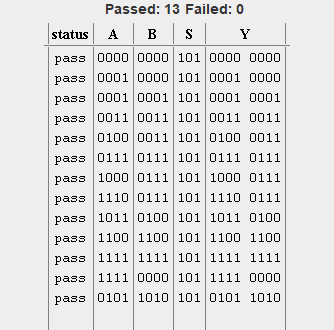 Passed: 13 Failed: 0
status A B S Y
pass 0000 0000 101 0000 0000
pass 0001 0000 101 0001 0000
pass 0001 0001 101 0001 0001
pass 0011 0011 101 0011 0011
pass 0100 0011 101 0100 0011
pass 0111 0111 101 0111 0111
pass 1000 0111 101 1000 0111
pass 1110 0111 101 1110 0111
pass 1011 0100 101 1011 0100
pass 1100 1100 101 1100 1100
pass 1111 1111 101 1111 1111
pass 1111 0000 101 1111 0000
pass 0101 1010 101 0101 1010